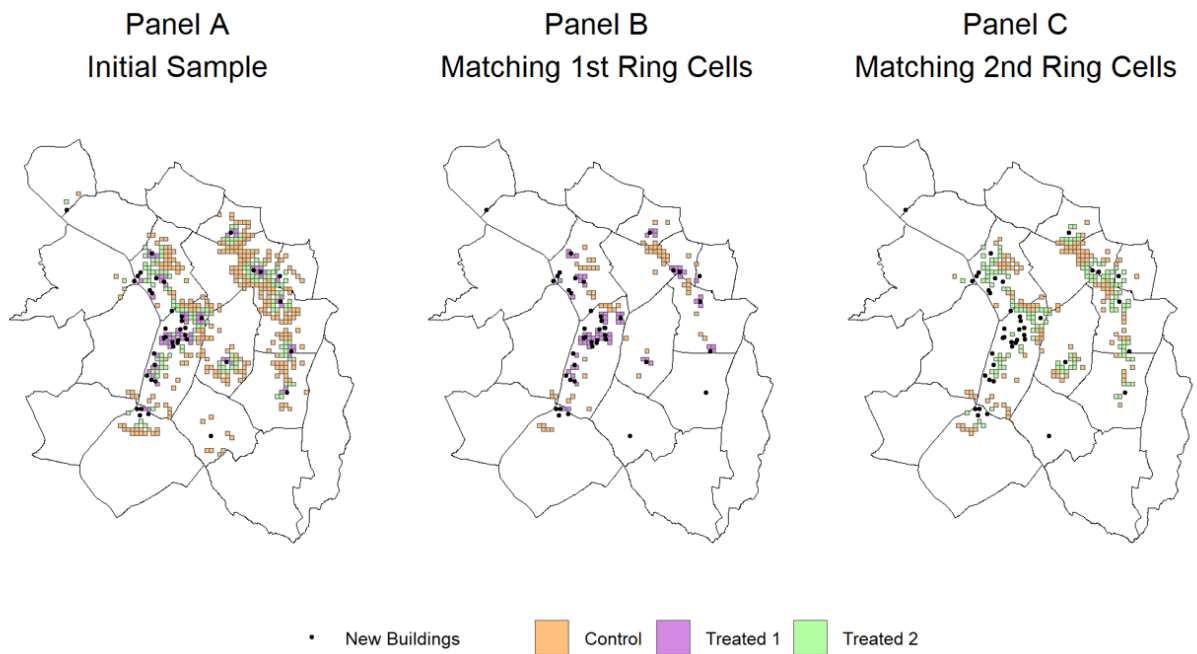 Panel A
Initial Sample
Panel B
Matching 1st Ring Cells
Panel C
Matching 2nd Ring Cells
New Buildings
Control
Treated 1
Treated 2